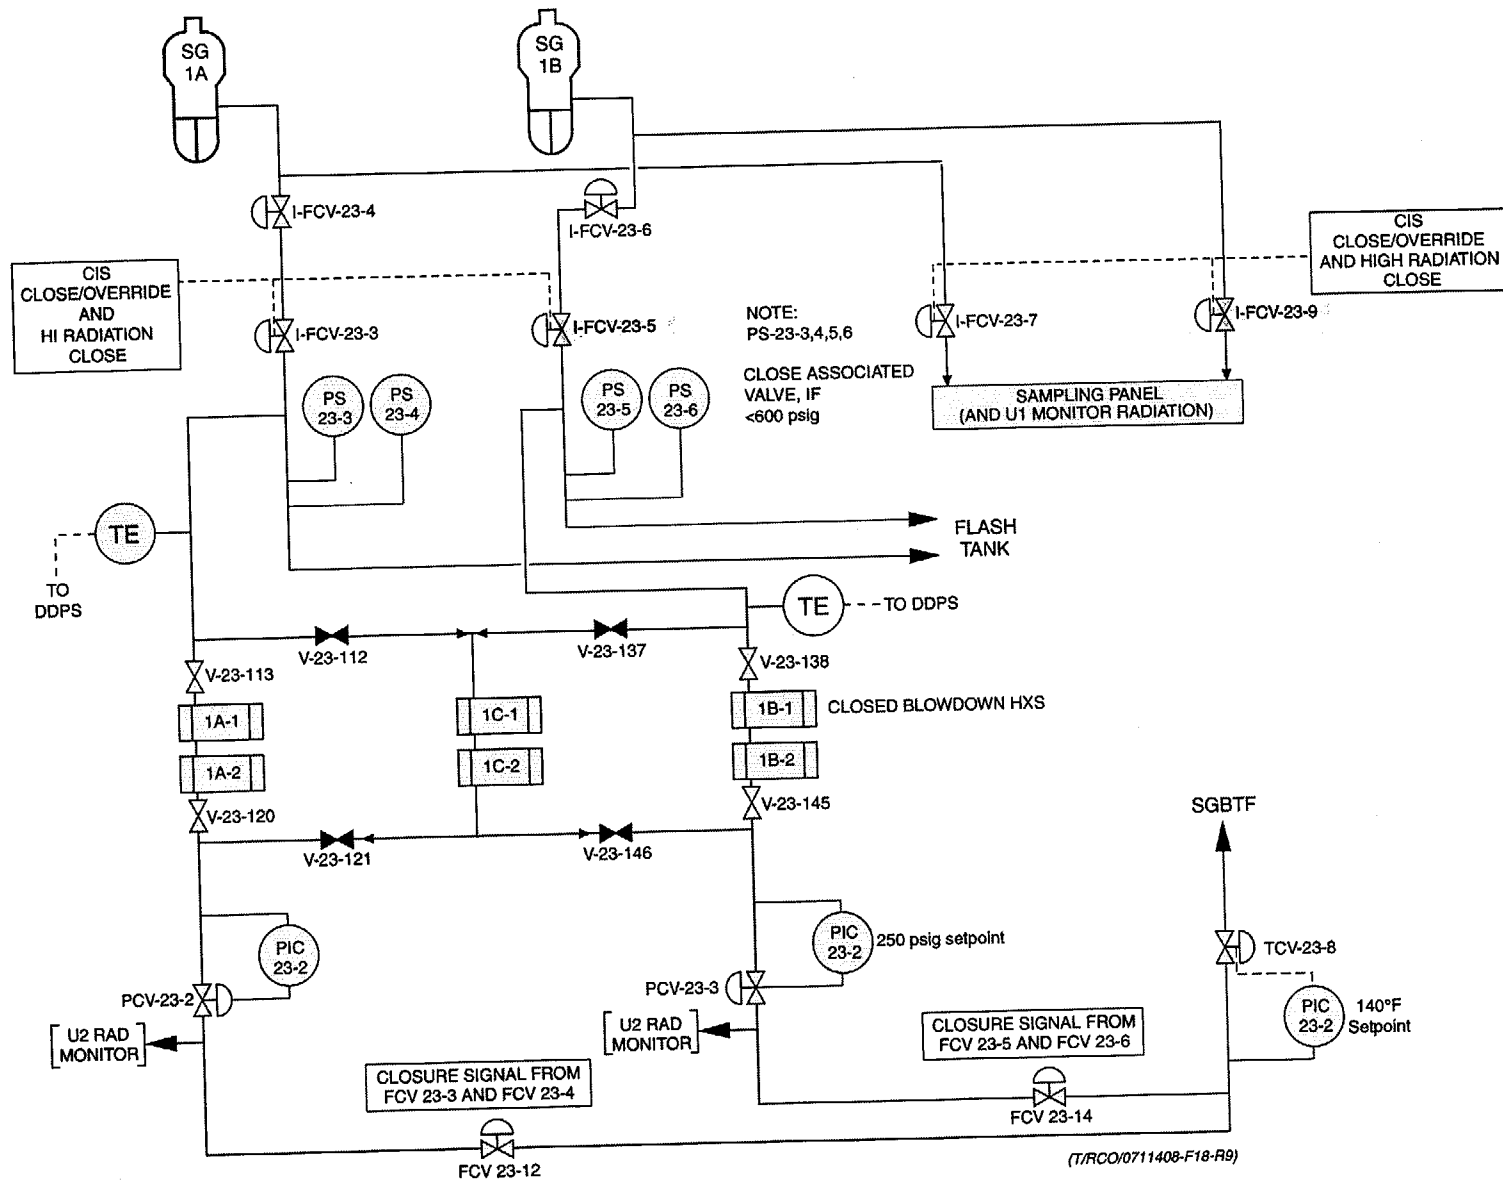 SG
1A
SG
1B
I-FCV-23-4
I-FCV-23-6
CIS
CLOSE/OVERRIDE
AND
HI RADIATION
CLOSE
CIS
CLOSE/OVERRIDE
AND HIGH RADIATION
CLOSE
I-FCV-23-3
I-FCV-23-5
NOTE:
PS-23-3,4,5,6
CLOSE ASSOCIATED
VALVE, IF
<600 psig
I-FCV-23-7
I-FCV-23-9
PS
23-3
PS
23-4
PS
23-5
PS
23-6
SAMPLING PANEL
(AND U1 MONITOR RADIATION)
TE
TO
DDPS
FLASH
TANK
TE
TO DDPS
V-23-112
V-23-137
V-23-113
V-23-138
1A-1
1C-1
1B-1
CLOSED BLOWDOWN HXS
1A-2
1C-2
1B-2
V-23-120
V-23-145
V-23-121
V-23-146
SGBTF
PIC
23-2
PIC
23-2
250 psig setpoint
TCV-23-8
PCV-23-2
PCV-23-3
PIC
23-2
140°F
Setpoint
U2 RAD
MONITOR
U2 RAD
MONITOR
CLOSURE SIGNAL FROM
FCV 23-5 AND FCV 23-6
CLOSURE SIGNAL FROM
FCV 23-3 AND FCV 23-4
FCV 23-14
FCV 23-12
(T/RCO/0711408-F18-R9)